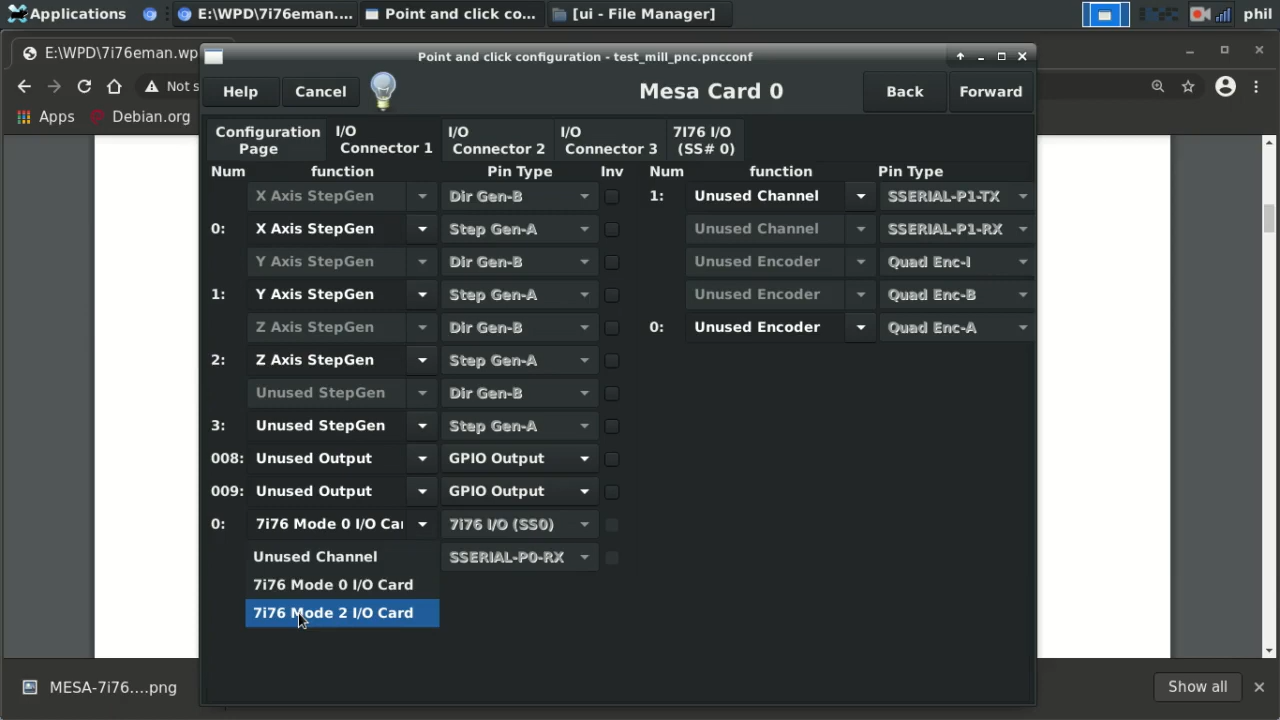 Applications
E:\WPD\7i76eman....
Point and click co...
[ui - File Manager]
phil
E:\WPD\7i76eman.wp
Not s
Apps
Debian.org
Point and click configuration - test_mill_pnc.pncconf
Help
Cancel
Mesa Card 0
Back
Forward
Configuration Page
I/O Connector 1
I/O Connector 2
I/O Connector 3
7I76 I/O (SS# 0)
Num function Pin Type Inv Num function Pin Type
X Axis StepGen Dir Gen-B 1: Unused Channel SSERIAL-P1-TX
0: X Axis StepGen Step Gen-A Unused Channel SSERIAL-P1-RX
Y Axis StepGen Dir Gen-B Unused Encoder Quad Enc-I
1: Y Axis StepGen Step Gen-A Unused Encoder Quad Enc-B
Z Axis StepGen Dir Gen-B 0: Unused Encoder Quad Enc-A
2: Z Axis StepGen Step Gen-A
Unused StepGen Dir Gen-B
3: Unused StepGen Step Gen-A
008: Unused Output GPIO Output
009: Unused Output GPIO Output
0: 7i76 Mode 0 I/O Car 7I76 I/O (SS0)
Unused Channel SSERIAL-P0-RX
7i76 Mode 0 I/O Card
7i76 Mode 2 I/O Card
MESA-7i76....png
Show all